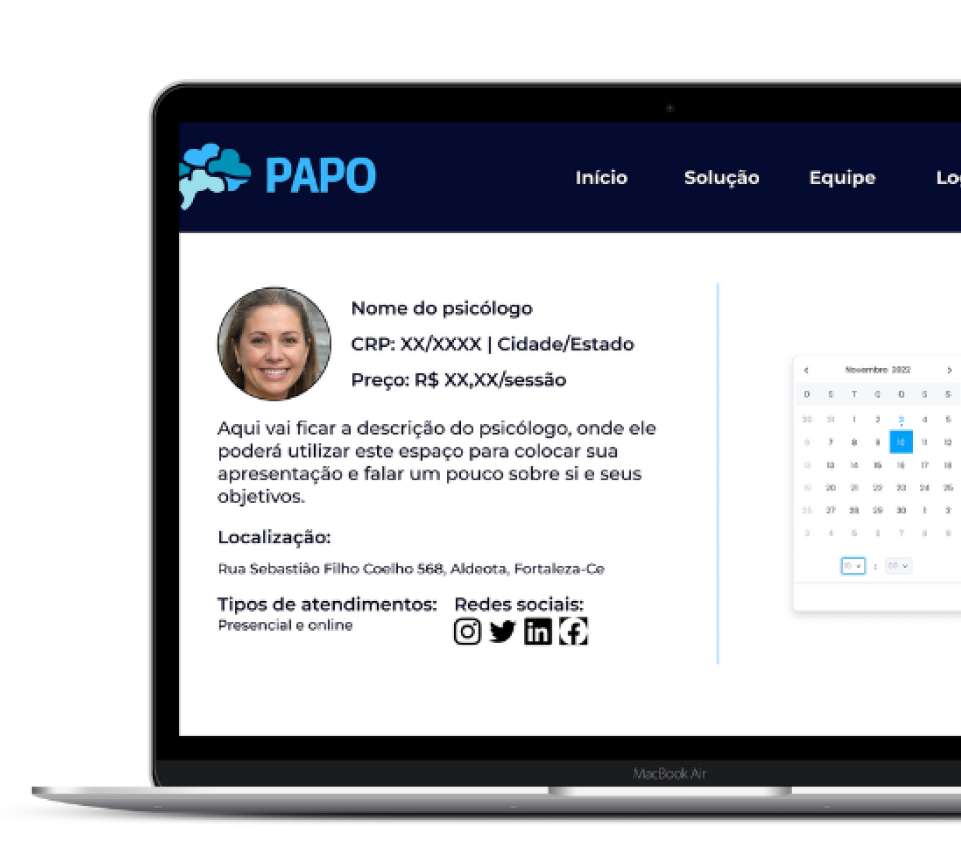 PAPO
Início Solução Equipe
Nome do psicólogo
CRP: XX/XXXX | Cidade/Estado
Preço: R$ XX,XX/sessão
Aqui vai ficar a descrição do psicólogo, onde ele
poderá utilizar este espaço para colocar sua
apresentação e falar um pouco sobre si e seus
objetivos.
Localização:
Rua Sebastião Filho Coelho 568, Aldeota, Fortaleza-Ce
Tipos de atendimentos:
Presencial e online
Redes sociais:
Novembro 2022
D S T Q Q S S
30 31 1 2 3 4 5
6 7 8 9 10 11 12
13 13 14 15 16 17 18
20 21 22 23 24 25
27 28 29 30 1 2
3 4 5 6 7 8 9
10 :
MacBook Air